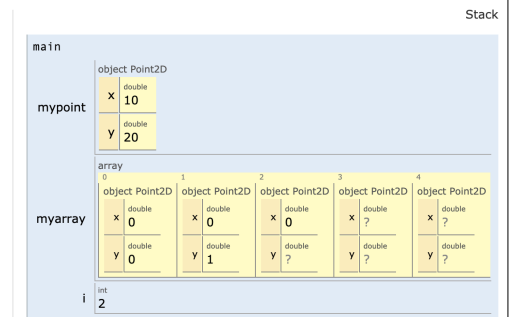 Stack
main
object Point2D
mypoint
x double 10
y double 20
array
myarray
0 1 2 3 4
object Point2D object Point2D object Point2D object Point2D object Point2D
x double 0 x double 0 x double 0 x double ? x double ?
y double 0 y double 1 y double ? y double ? y double ?
i int 2